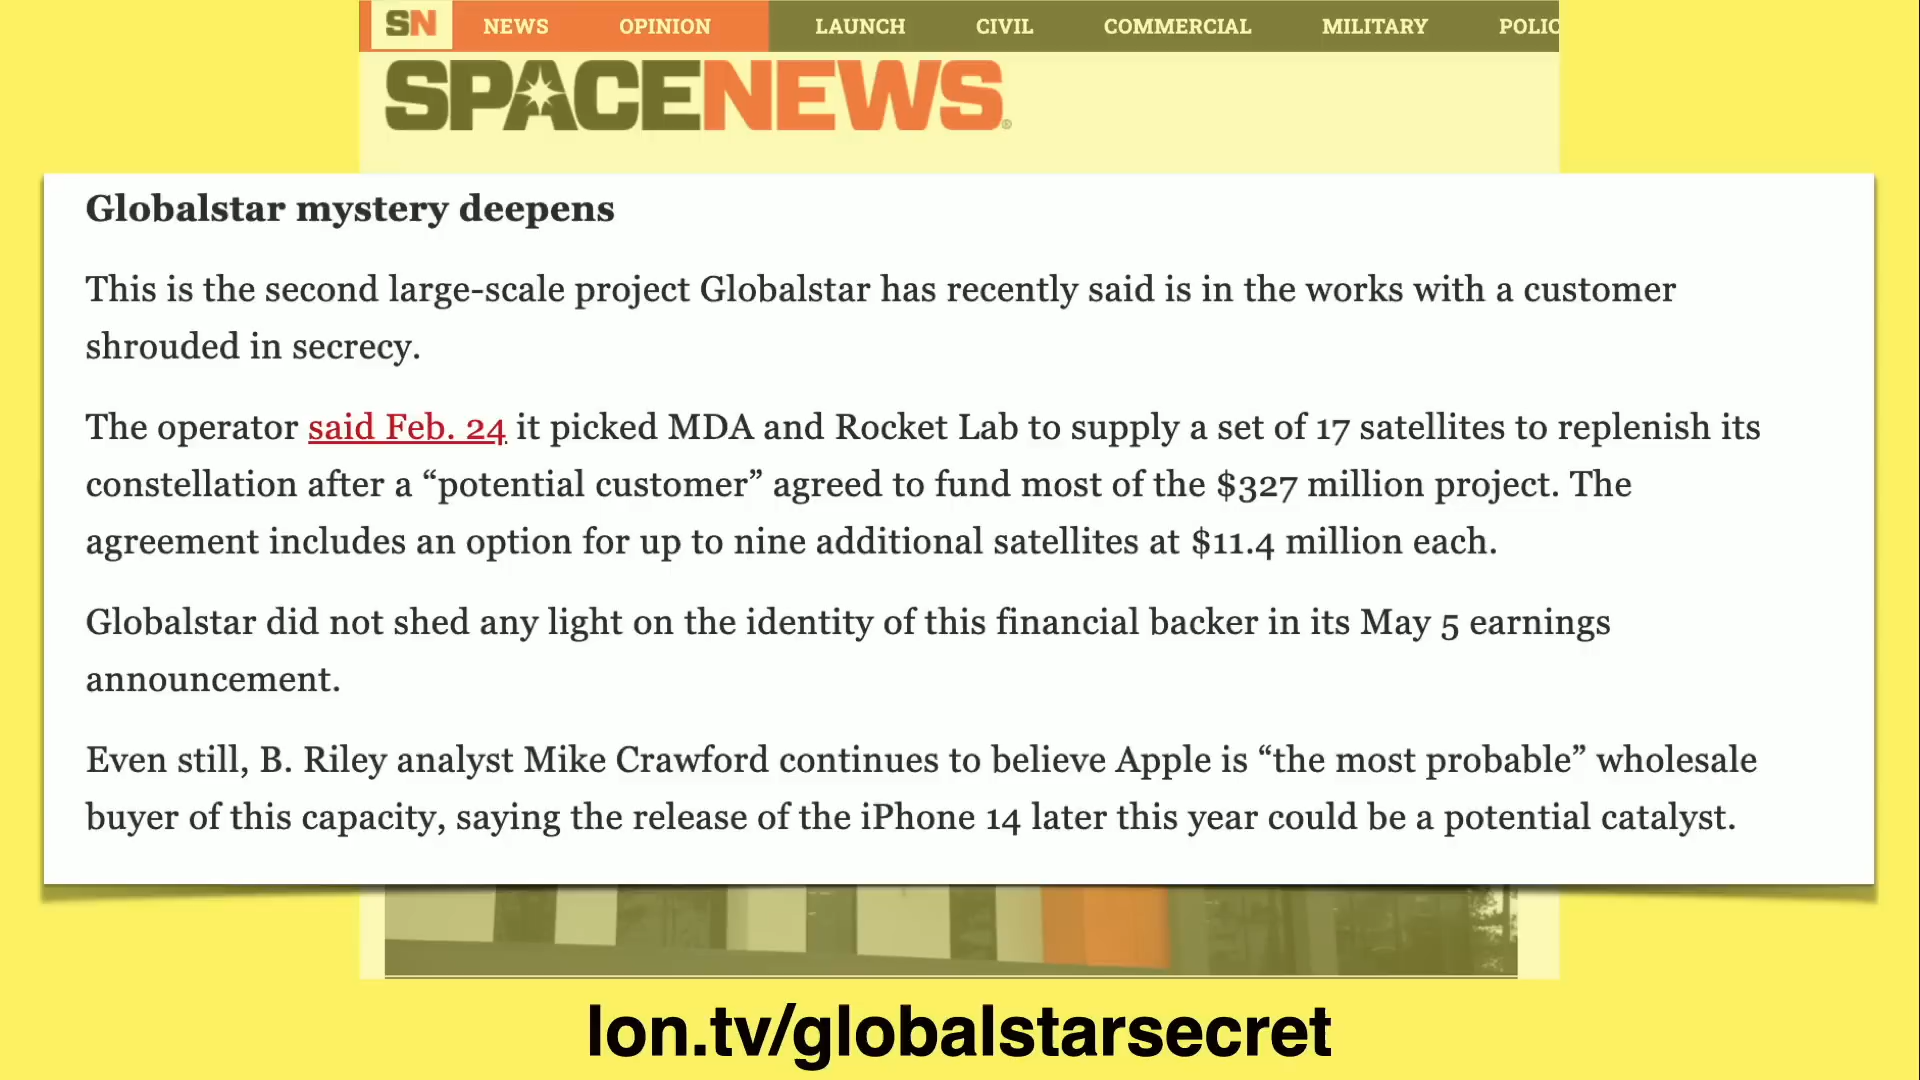 SN NEWS OPINION LAUNCH CIVIL COMMERCIAL MILITARY POLIC
SPACENEWS®
Globalstar mystery deepens
This is the second large-scale project Globalstar has recently said is in the works with a customer
shrouded in secrecy.
The operator said Feb. 24 it picked MDA and Rocket Lab to supply a set of 17 satellites to replenish its
constellation after a “potential customer” agreed to fund most of the $327 million project. The
agreement includes an option for up to nine additional satellites at $11.4 million each.
Globalstar did not shed any light on the identity of this financial backer in its May 5 earnings
announcement.
Even still, B. Riley analyst Mike Crawford continues to believe Apple is “the most probable” wholesale
buyer of this capacity, saying the release of the iPhone 14 later this year could be a potential catalyst.
lon.tv/globalstarsecret